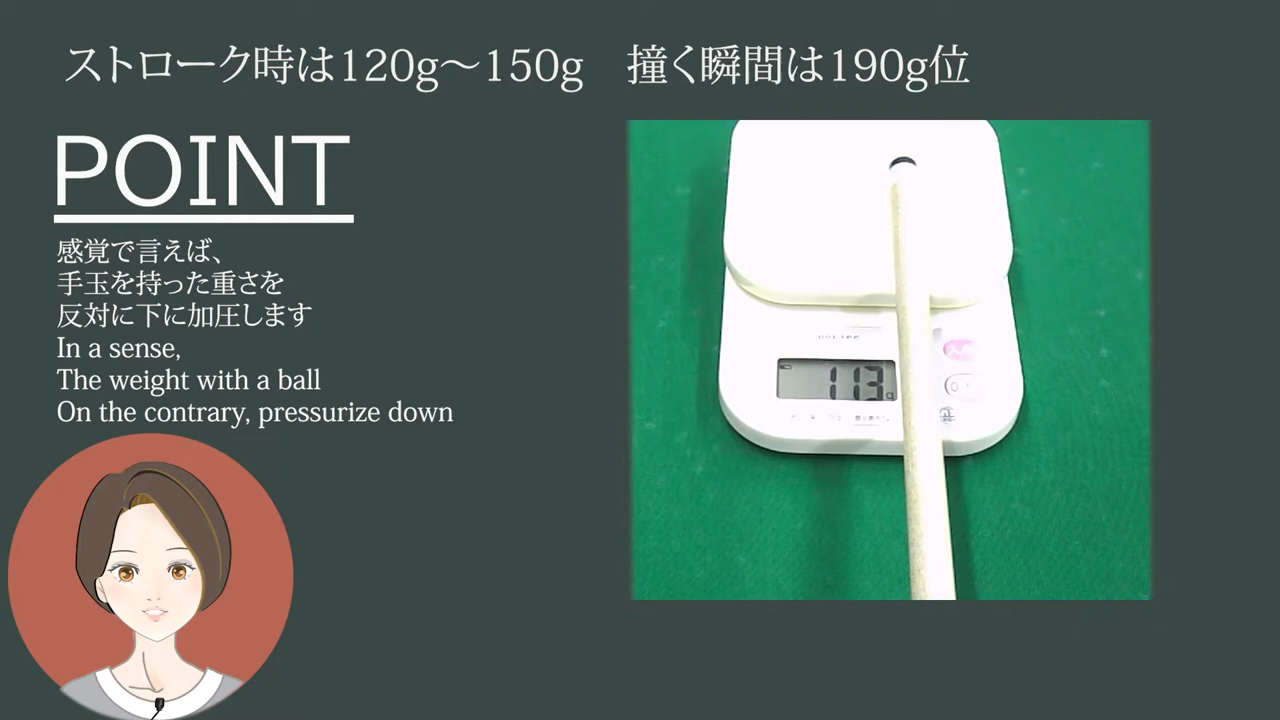 ストローク時は120g～150g　撞く瞬間は190g位
POINT
感覚で言えば、
手玉を持った重さを
反対に下に加圧します
In a sense,
The weight with a ball
On the contrary, pressurize down
113g